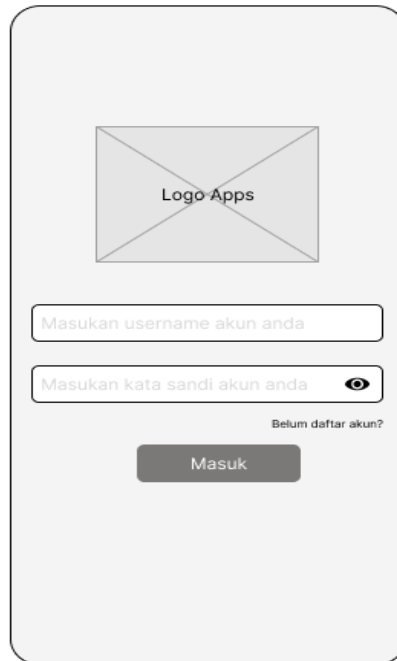 Logo Apps
Masukan username akun anda
Masukan kata sandi akun anda
Belum daftar akun?
Masuk